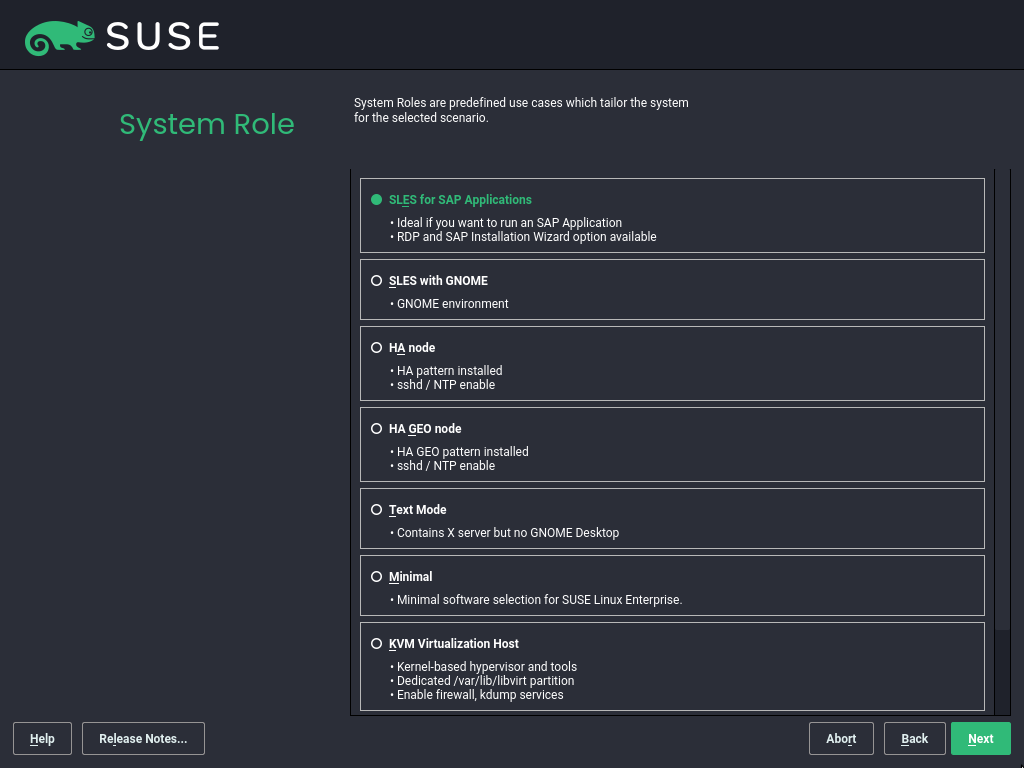 SUSE
System Role
System Roles are predefined use cases which tailor the system
for the selected scenario.
SLES for SAP Applications
• Ideal if you want to run an SAP Application
• RDP and SAP Installation Wizard option available
SLES with GNOME
• GNOME environment
HA node
• HA pattern installed
• sshd / NTP enable
HA GEO node
• HA GEO pattern installed
• sshd / NTP enable
Text Mode
• Contains X server but no GNOME Desktop
Minimal
• Minimal software selection for SUSE Linux Enterprise.
KVM Virtualization Host
• Kernel-based hypervisor and tools
• Dedicated /var/lib/libvirt partition
• Enable firewall, kdump services
Help Release Notes... Abort Back Next